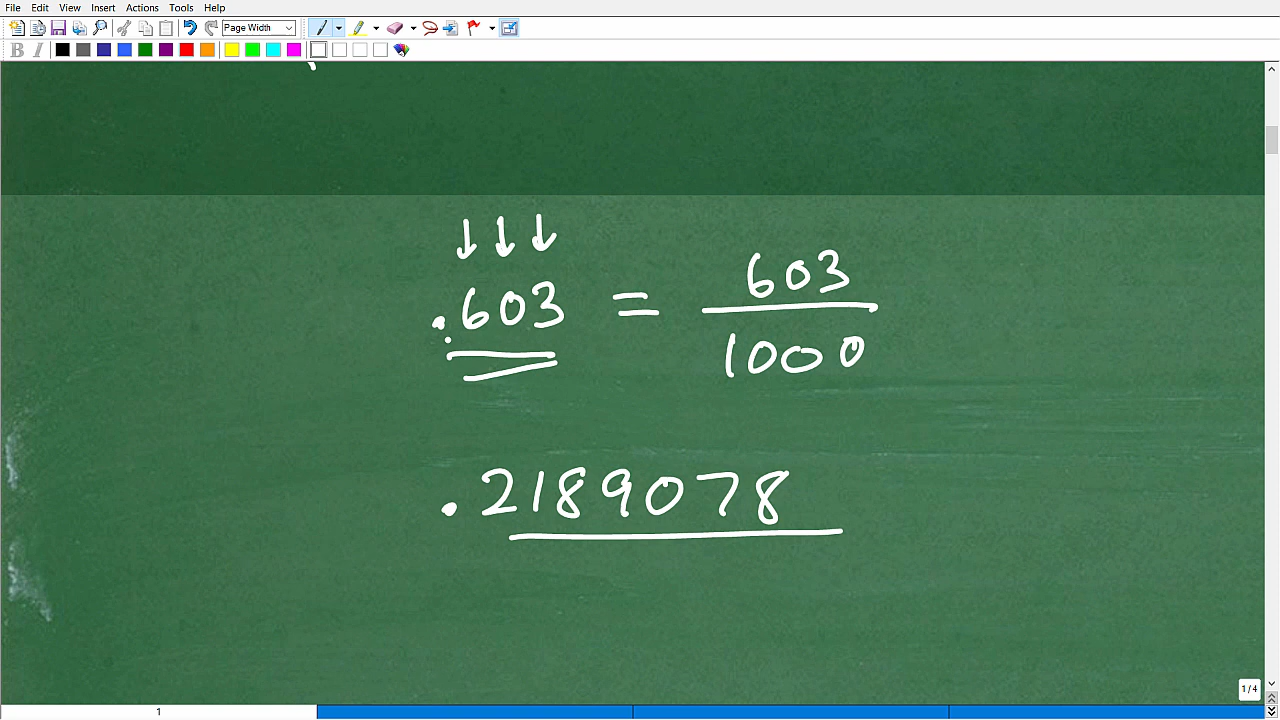 File Edit View Insert Actions Tools Help
Page Width
B I
.603 = 603
1000
.2189078
1/4
1